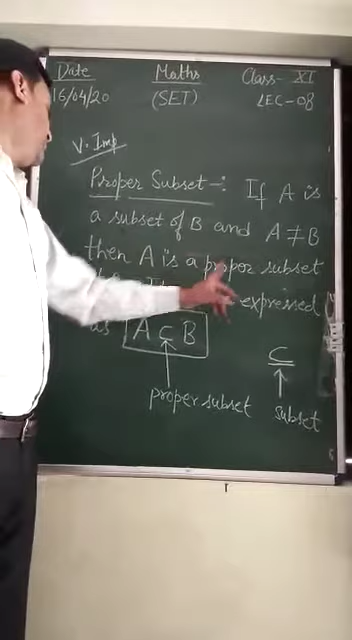 Date Maths Class- XI
16/04/20 (SET) LEC-08
V. Imp
Proper Subset -: If A is
a subset of B and A ≠ B
then A is a proper subset
expressed
as A ⊂ B
⊆
proper subset subset